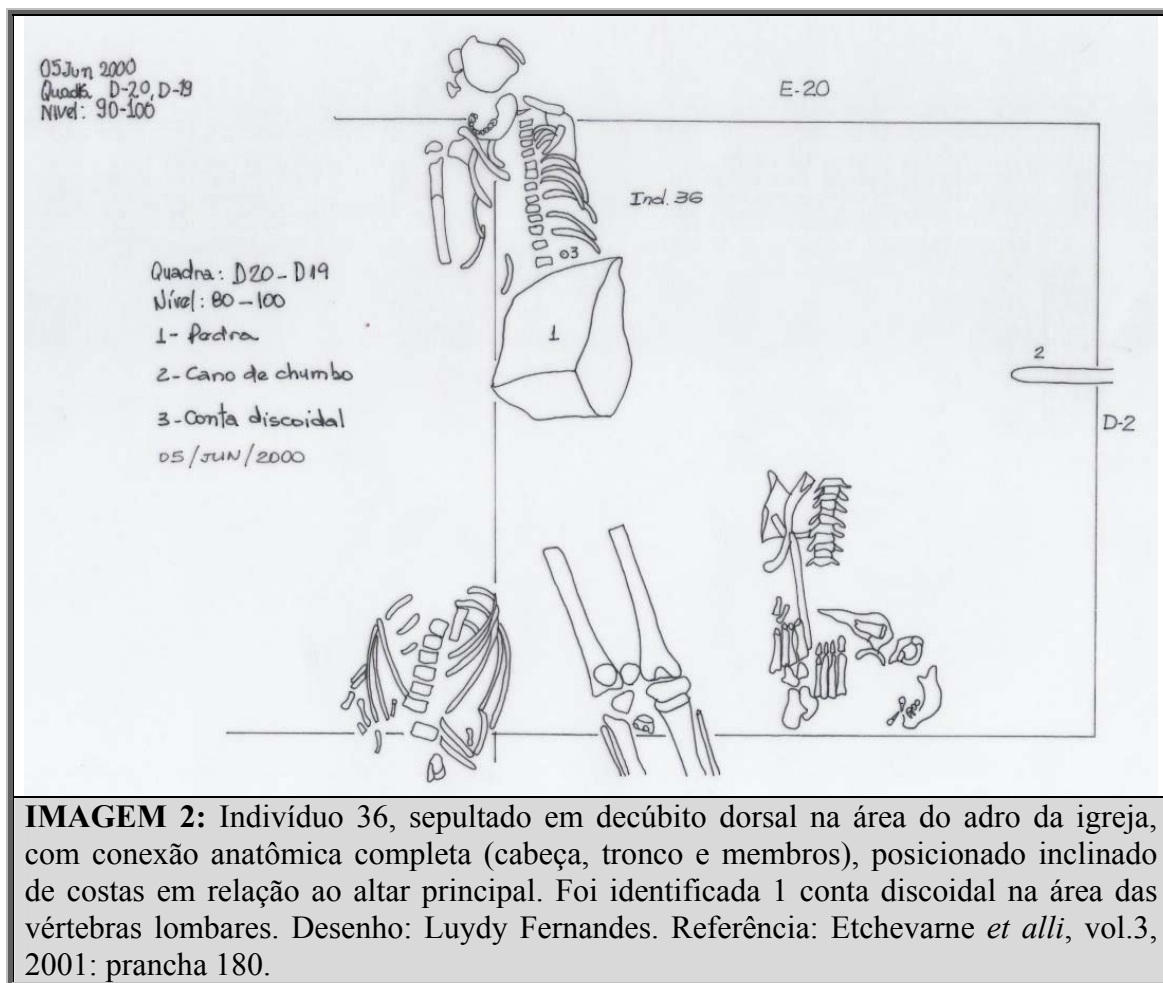 05 Jun 2000
Quadra D-20, D-19
Nível: 90-100
E-20
Ind. 36
Quadra: D20-D19
Nível: 80-100
1- Pedra
2- Cano de chumbo
3- Conta discoidal
05/JUN/2000
03
1
2
D-2
IMAGEM 2: Indivíduo 36, sepultado em decúbito dorsal na área do adro da igreja,
com conexão anatômica completa (cabeça, tronco e membros), posicionado inclinado
de costas em relação ao altar principal. Foi identificada 1 conta discoidal na área das
vértebras lombares. Desenho: Luydy Fernandes. Referência: Etchevarne et alli, vol.3,
2001: prancha 180.